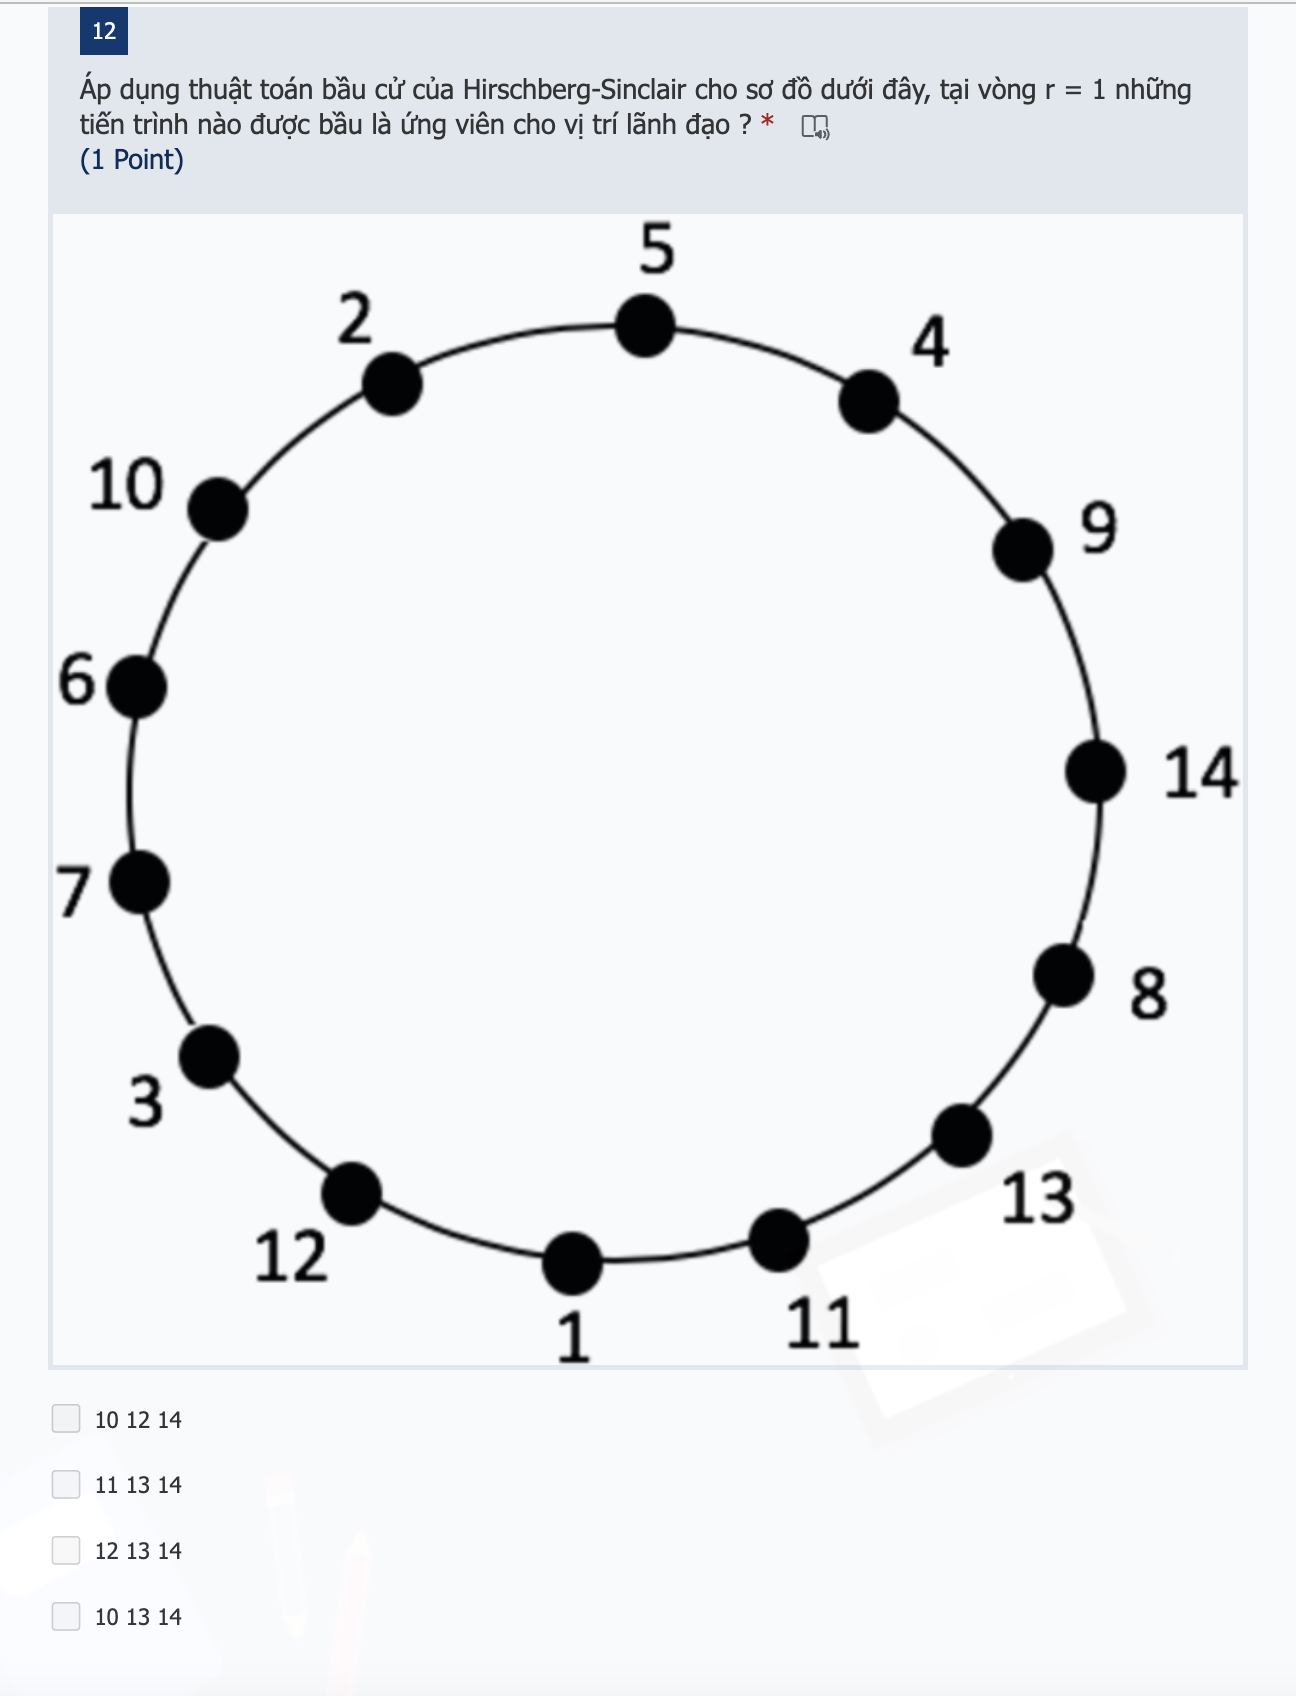 12
Áp dụng thuật toán bầu cử của Hirschberg-Sinclair cho sơ đồ dưới đây, tại vòng r = 1 những
tiến trình nào được bầu là ứng viên cho vị trí lãnh đạo ? *
(1 Point)
5
2
4
10
9
6
14
7
8
3
13
12
11
1
10 12 14
11 13 14
12 13 14
10 13 14